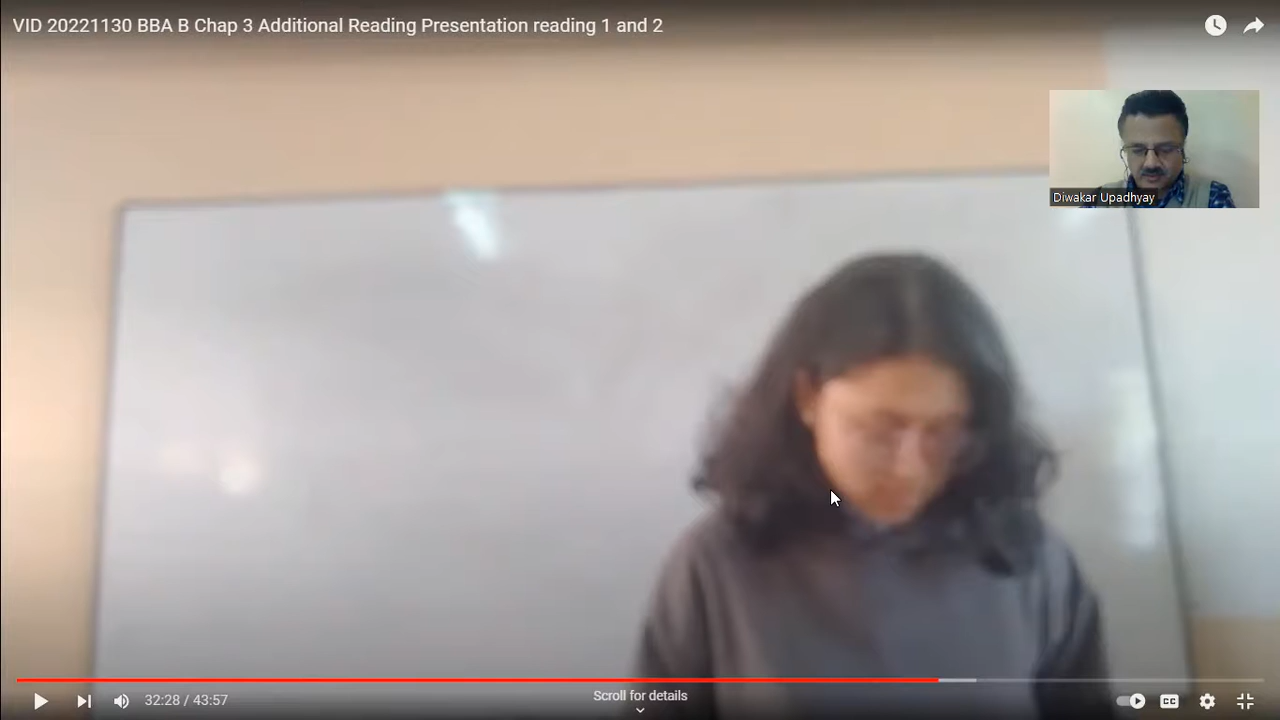 VID 20221130 BBA B Chap 3 Additional Reading Presentation reading 1 and 2
Diwakar Upadhyay
Scroll for details
32:28 / 43:57
CC